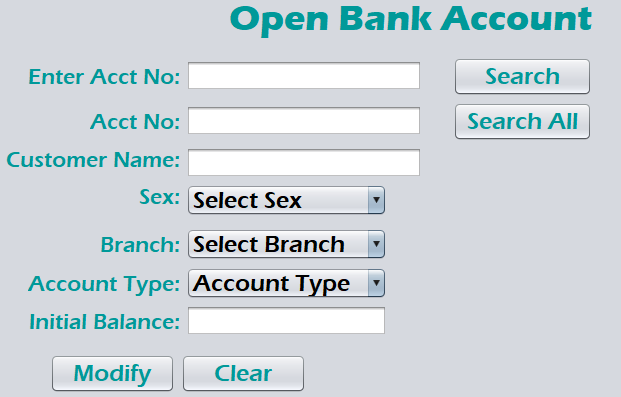 Open Bank Account
Enter Acct No: Search
Acct No: Search All
Customer Name:
Sex: Select Sex
Branch: Select Branch
Account Type: Account Type
Initial Balance:
Modify Clear